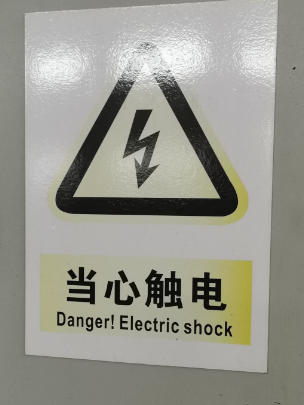 当心触电
Danger! Electric shock